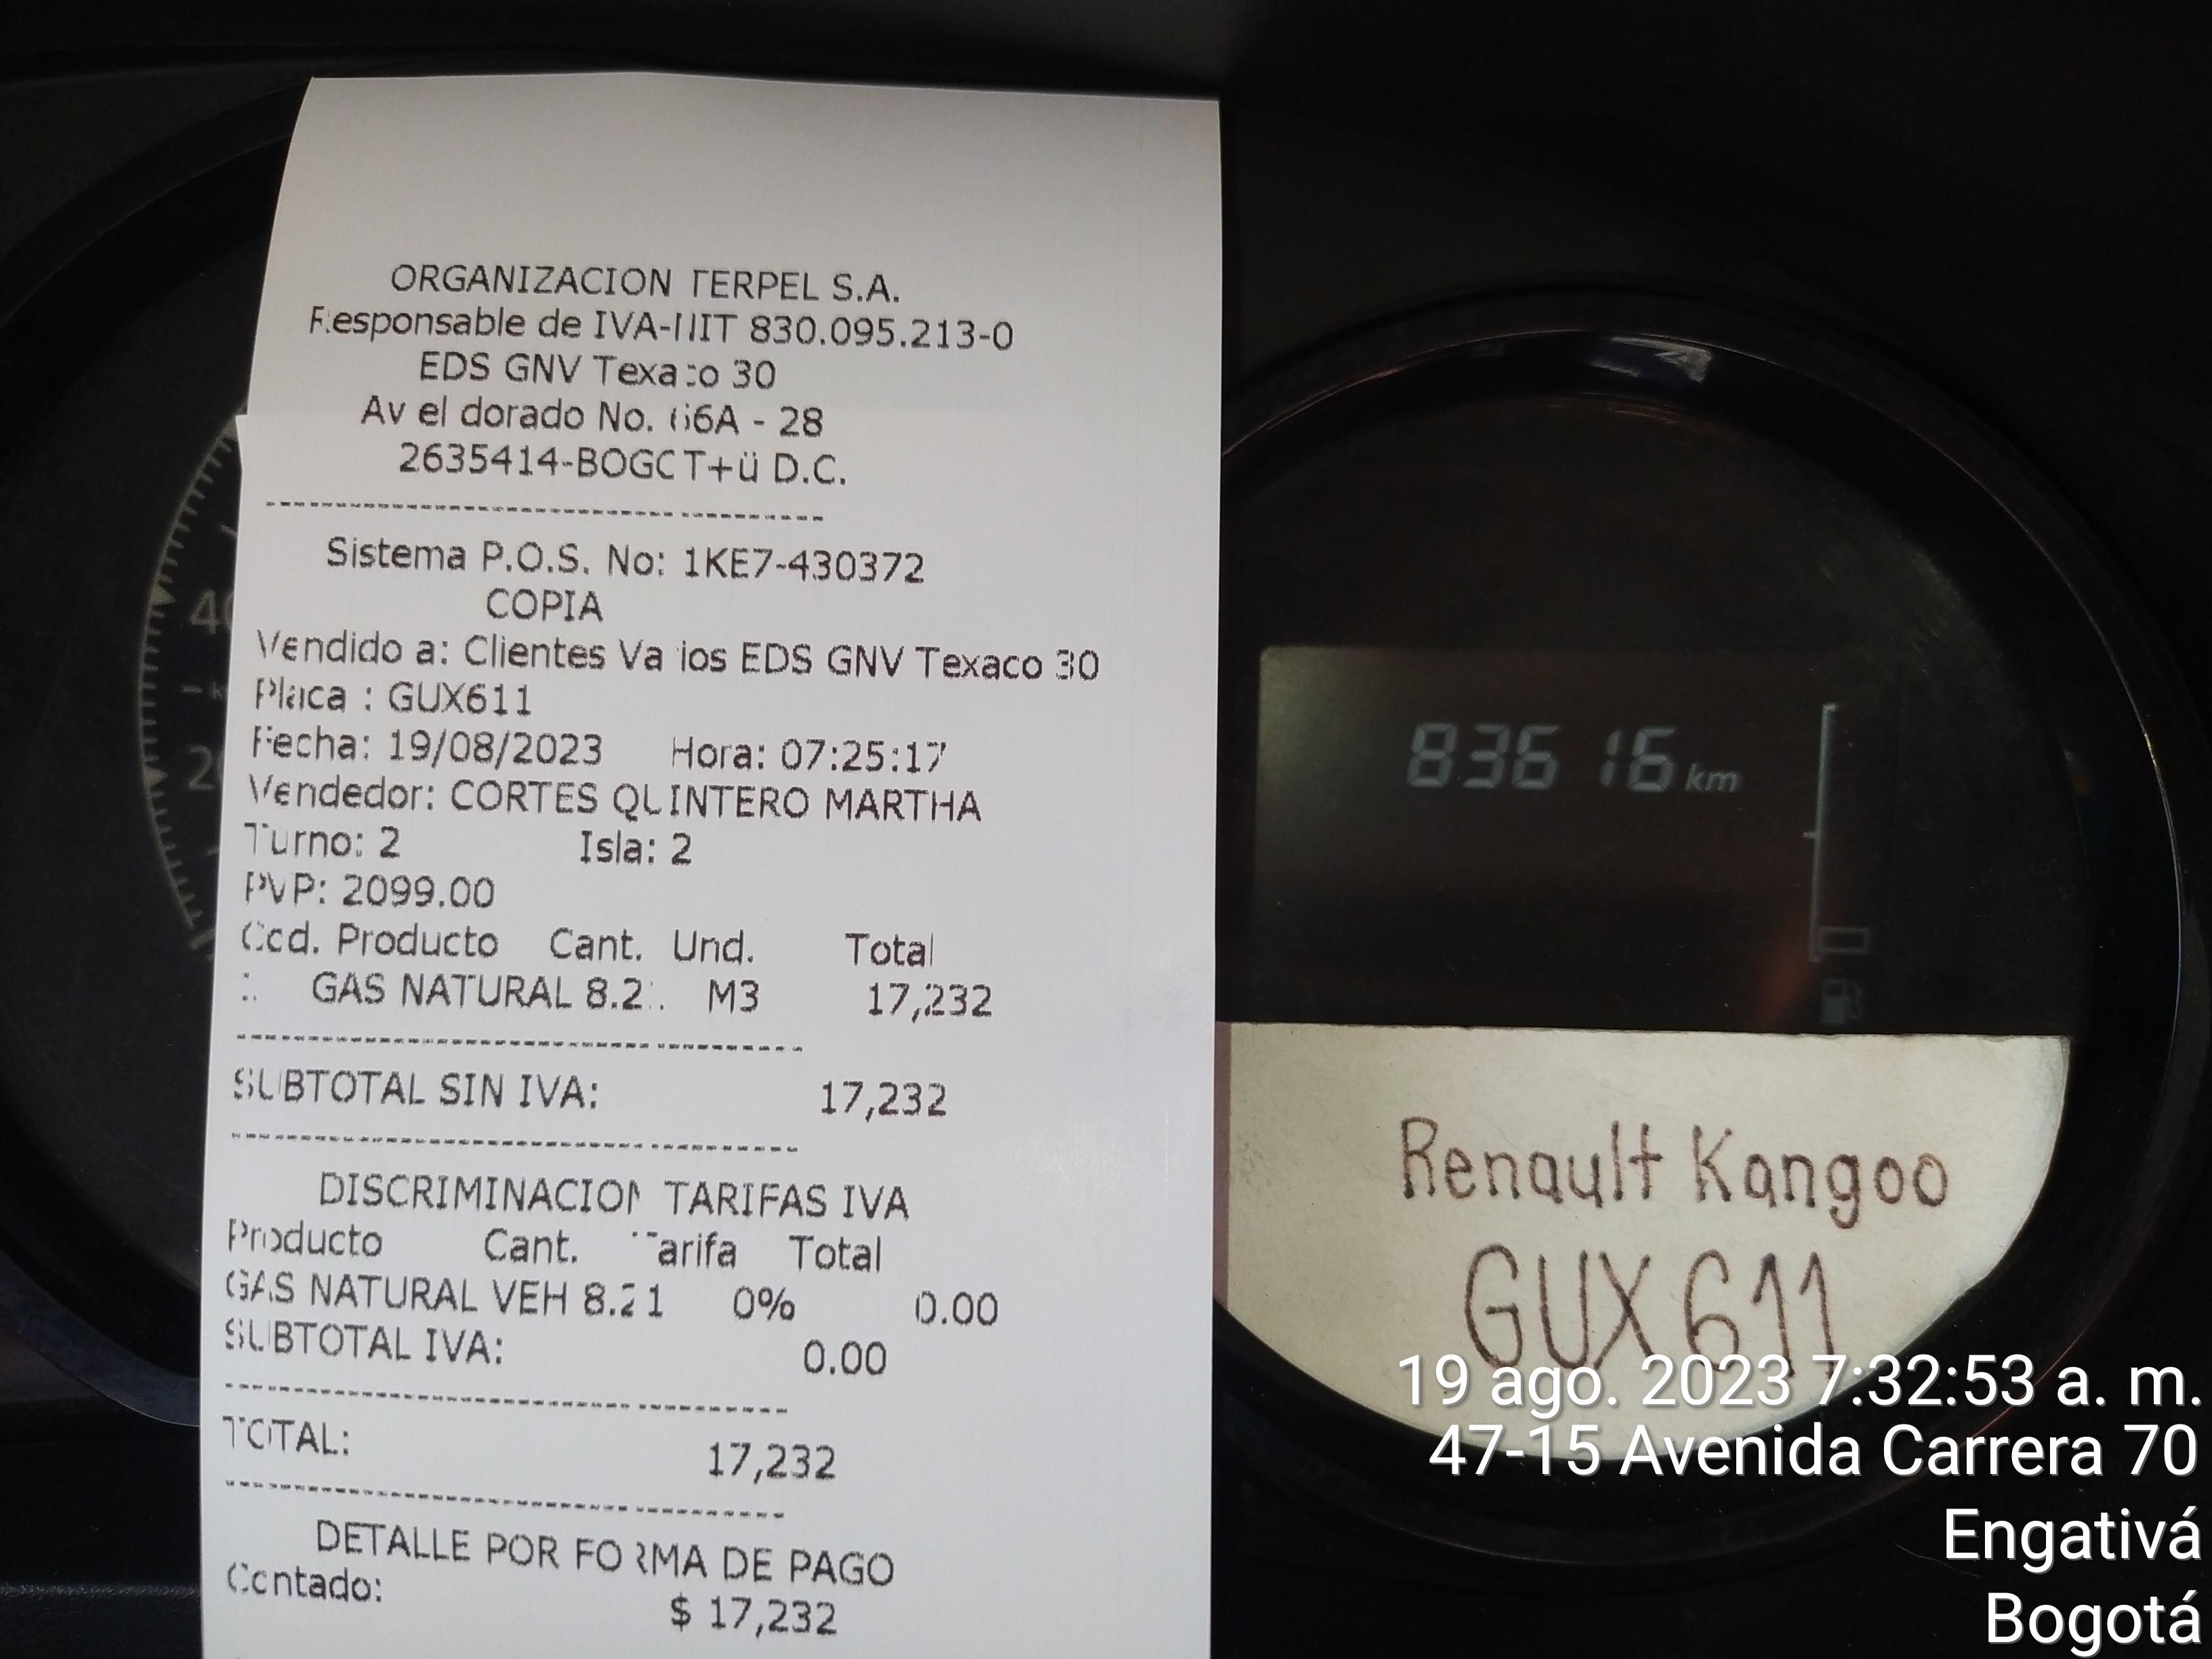 ORGANIZACION TERPEL S.A.
Responsable de IVA-NIT 830.095.213-0
EDS GNV Texaco 30
Av el dorado No. 66A - 28
2635414-BOGOT+ü D.C.
Sistema P.O.S. No: 1KE7-430372
COPIA
Vendido a: Clientes Varios EDS GNV Texaco 30
Placa : GUX611
Fecha: 19/08/2023 Hora: 07:25:17
Vendedor: CORTES QUINTERO MARTHA
Turno: 2 Isla: 2
PVP: 2099.00
Cod. Producto Cant. Und. Total
GAS NATURAL 8.21 M3 17,232
SUBTOTAL SIN IVA: 17,232
DISCRIMINACION TARIFAS IVA
Producto Cant. Tarifa Total
GAS NATURAL VEH 8.21 0% 0.00
SUBTOTAL IVA: 0.00
TOTAL: 17,232
DETALLE POR FORMA DE PAGO
Contado: $ 17,232
83616 km
Renault Kangoo
GUX611
19 ago. 2023 7:32:53 a. m.
47-15 Avenida Carrera 70
Engativá
Bogotá